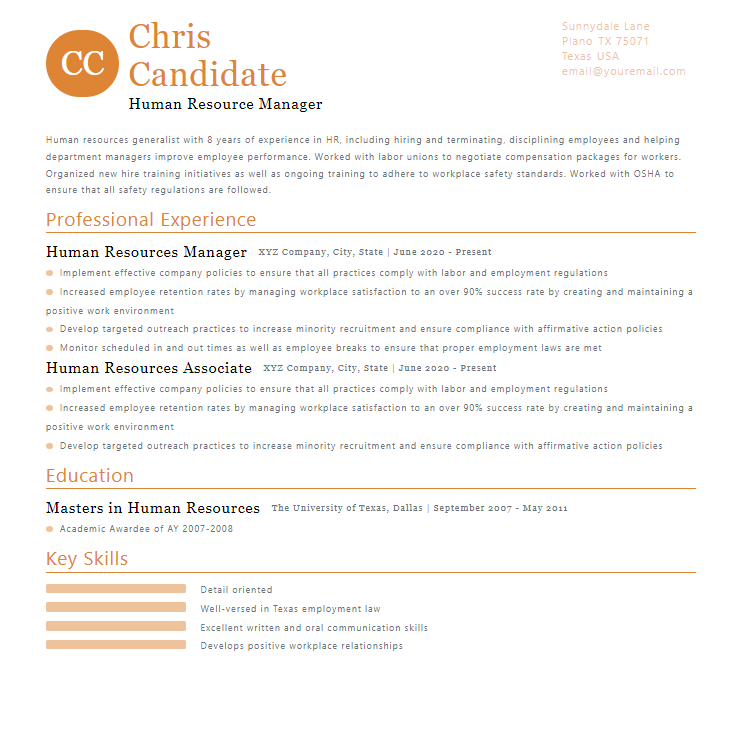 CC
Chris
Candidate
Human Resource Manager
Sunnydale Lane
Plano TX 75071
Texas USA
email@youremail.com
Human resources generalist with 8 years of experience in HR, including hiring and terminating, disciplining employees and helping
department managers improve employee performance. Worked with labor unions to negotiate compensation packages for workers.
Organized new hire training initiatives as well as ongoing training to adhere to workplace safety standards. Worked with OSHA to
ensure that all safety regulations are followed.
Professional Experience
Human Resources Manager XYZ Company, City, State | June 2020 - Present
Implement effective company policies to ensure that all practices comply with labor and employment regulations
Increased employee retention rates by managing workplace satisfaction to an over 90% success rate by creating and maintaining a
positive work environment
Develop targeted outreach practices to increase minority recruitment and ensure compliance with affirmative action policies
Monitor scheduled in and out times as well as employee breaks to ensure that proper employment laws are met
Human Resources Associate XYZ Company, City, State | June 2020 - Present
Implement effective company policies to ensure that all practices comply with labor and employment regulations
Increased employee retention rates by managing workplace satisfaction to an over 90% success rate by creating and maintaining a
positive work environment
Develop targeted outreach practices to increase minority recruitment and ensure compliance with affirmative action policies
Education
Masters in Human Resources The University of Texas, Dallas | September 2007 - May 2011
Academic Awardee of AY 2007-2008
Key Skills
Detail oriented
Well-versed in Texas employment law
Excellent written and oral communication skills
Develops positive workplace relationships